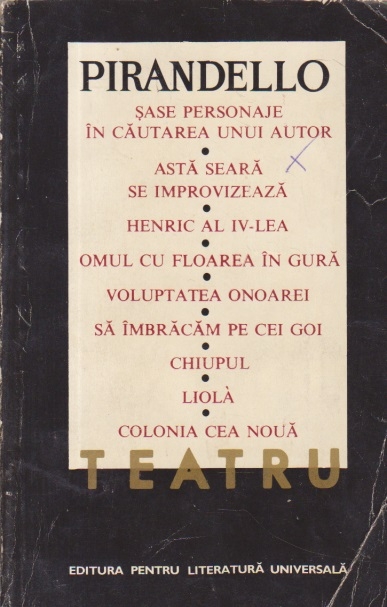 PIRANDELLO
ȘASE PERSONAJE
ÎN CĂUTAREA UNUI AUTOR
•
ASTĂ SEARĂ
SE IMPROVIZEAZĂ
•
HENRIC AL IV-LEA
•
OMUL CU FLOAREA ÎN GURĂ
•
VOLUPTATEA ONOAREI
•
SĂ ÎMBRĂCĂM PE CEI GOI
•
CHIUPUL
•
LIOLÀ
•
COLONIA CEA NOUĂ
TEATRU
EDITURA PENTRU LITERATURĂ UNIVERSALĂ